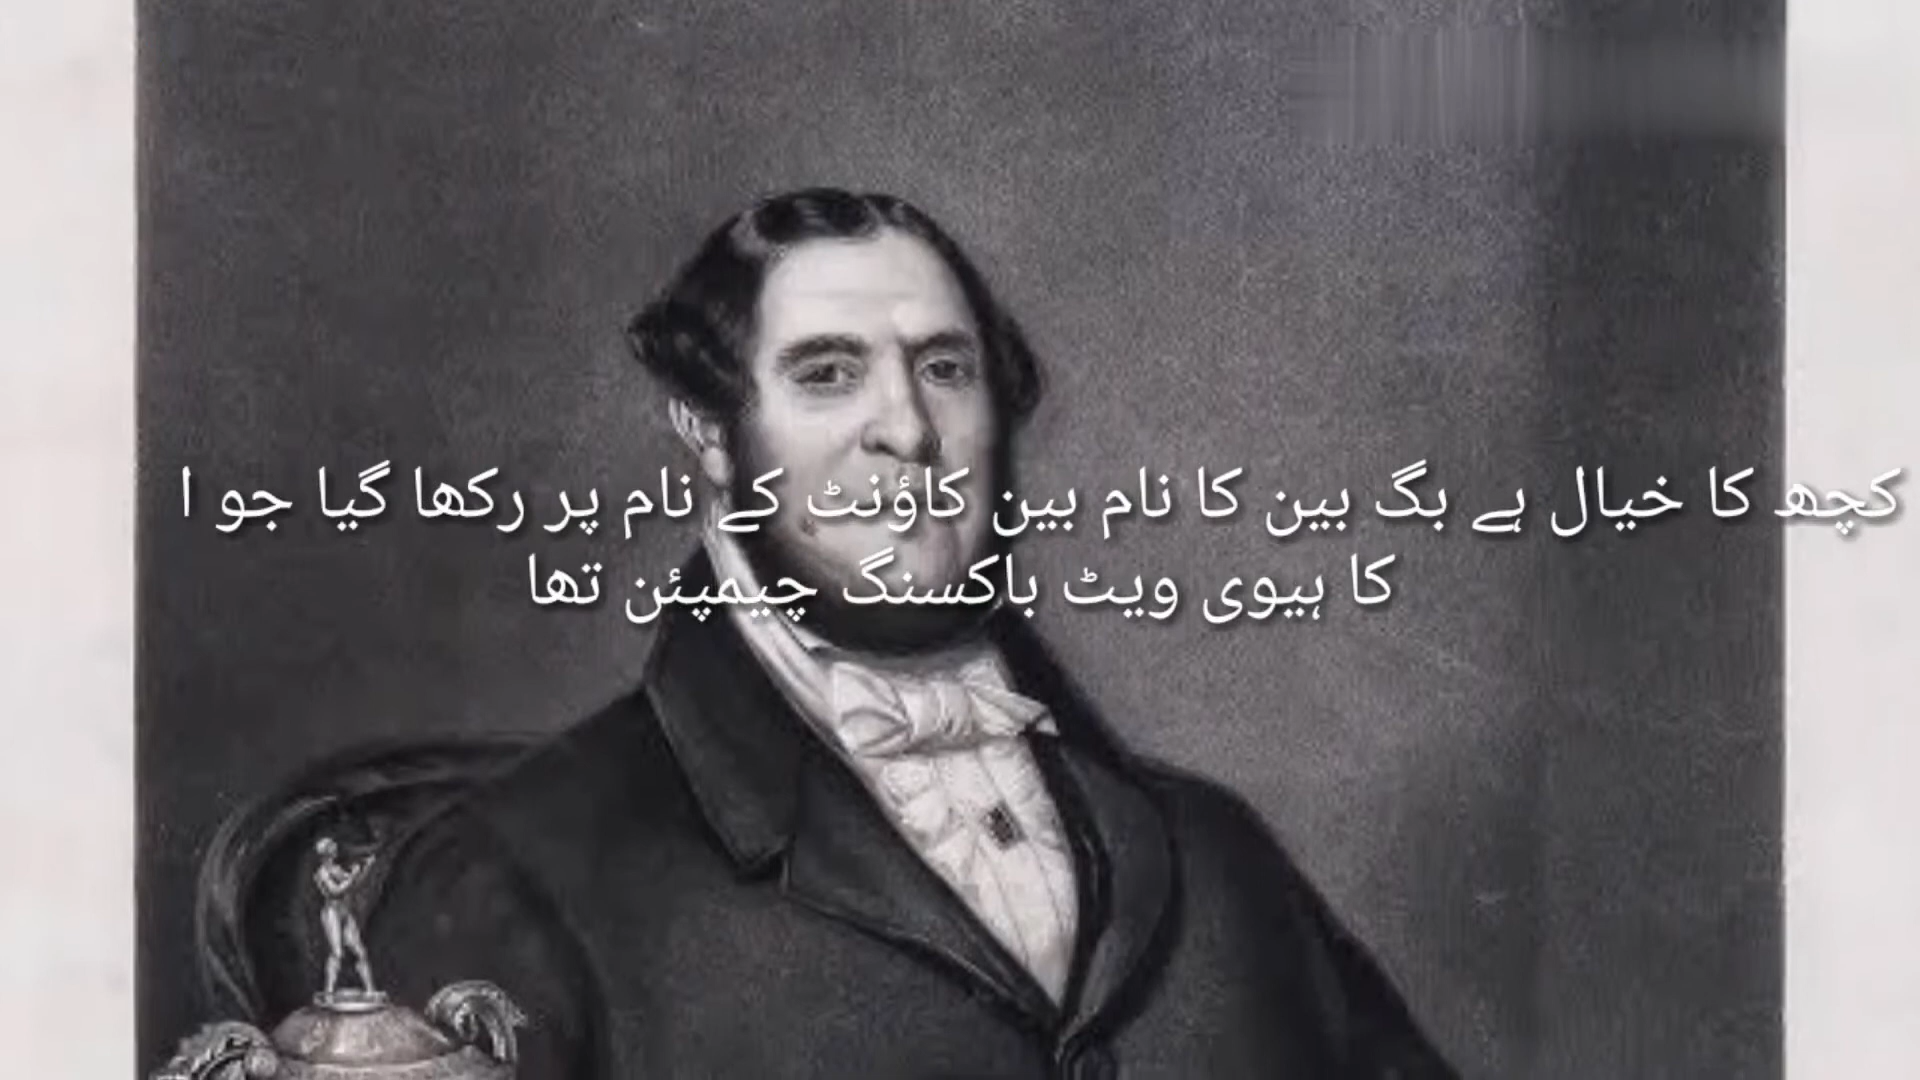 کچھ کا خیال ہے بگ بین کا نام بین کاؤنٹ کے نام پر رکھا گیا جو ا
کا ہیوی ویٹ باکسنگ چیمپئن تھا